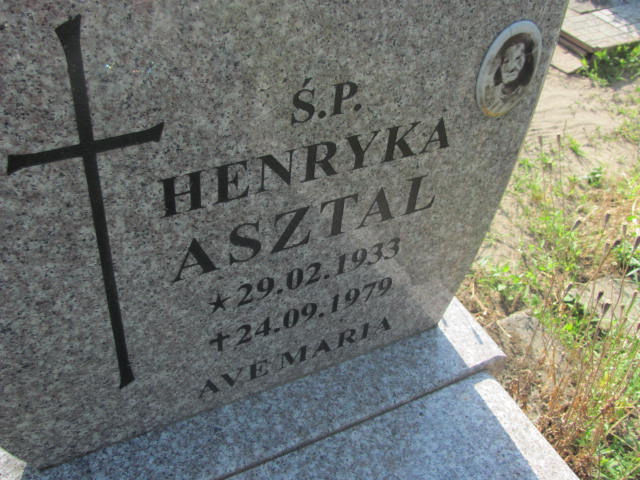 Ś.P.
HENRYKA
ASZTAL
★29.02.1933
✝24.09.1979
AVE MARIA